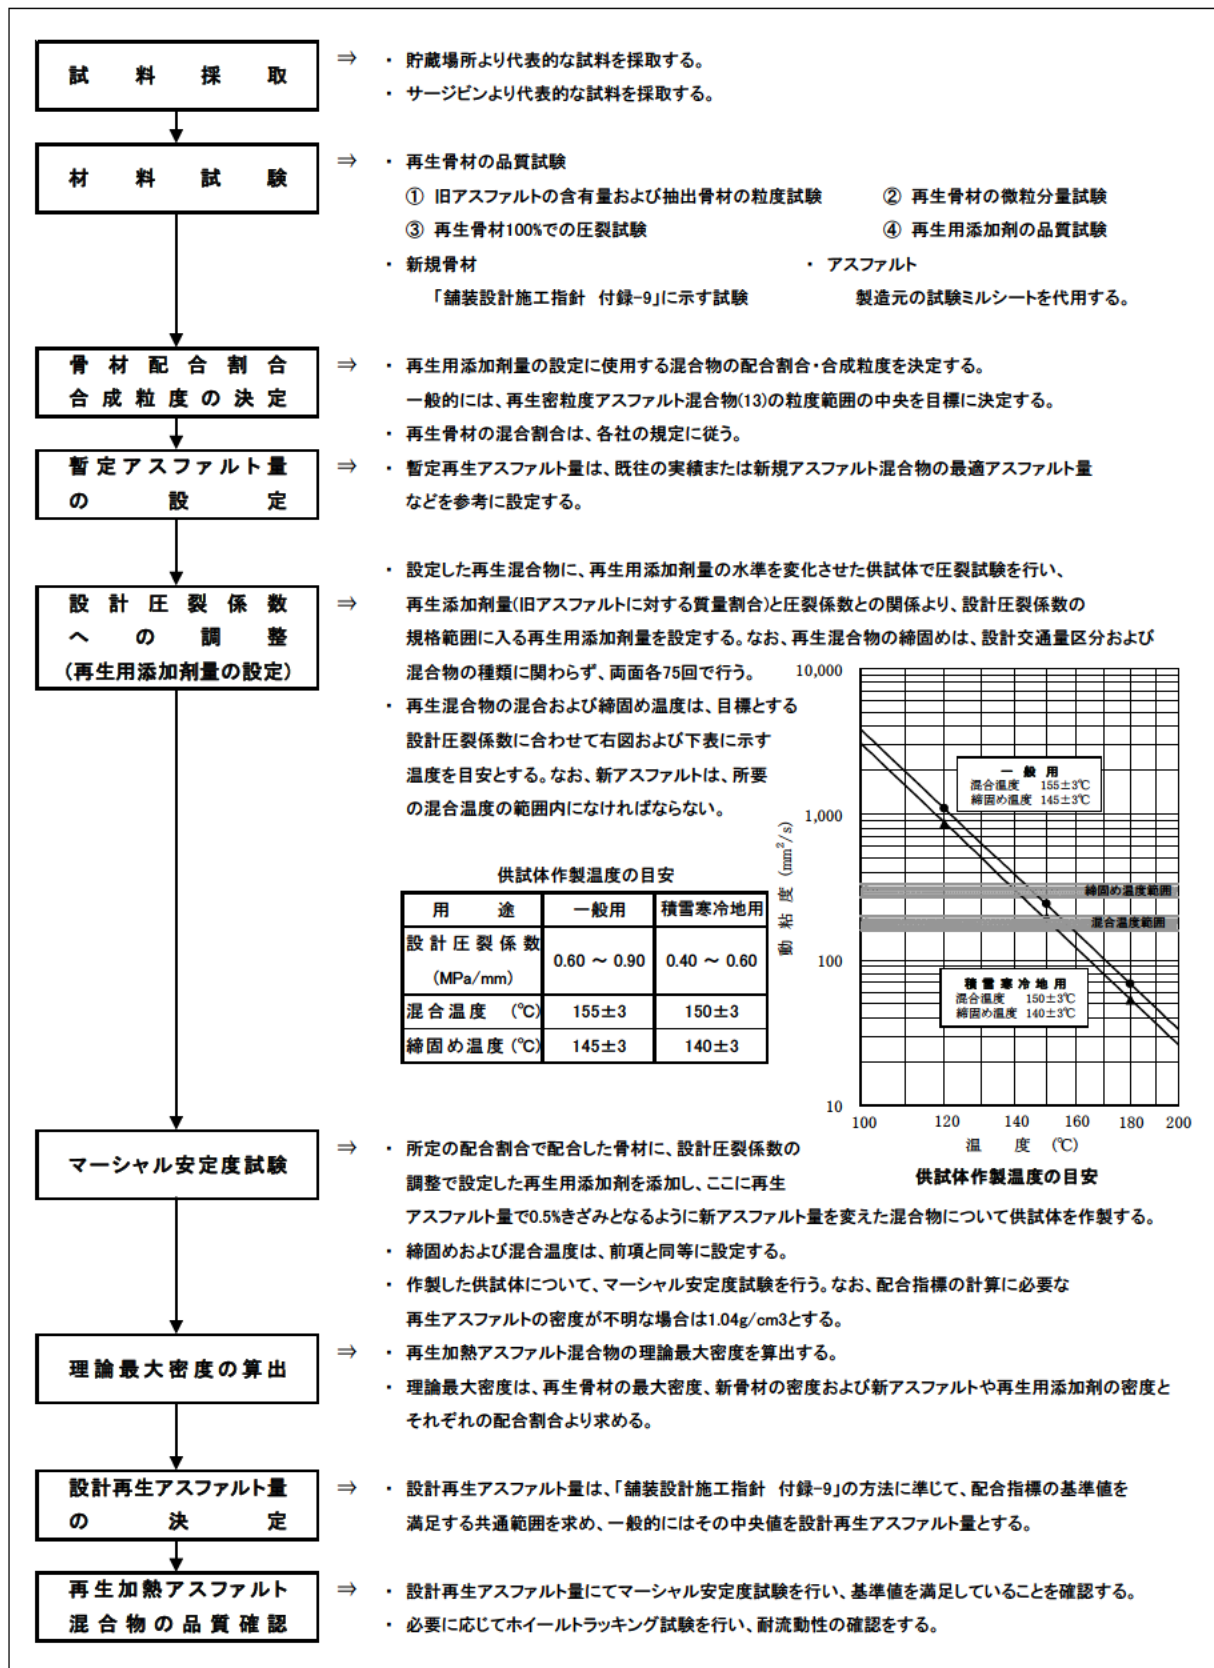 試料採取
⇒ ・ 貯蔵場所より代表的な試料を採取する。
・ サージビンより代表的な試料を採取する。
材料試験
⇒ ・ 再生骨材の品質試験
① 旧アスファルトの含有量および抽出骨材の粒度試験 ② 再生骨材の微粒分量試験
③ 再生骨材100%での圧裂試験 ④ 再生用添加剤の品質試験
・ 新規骨材 ・ アスファルト
「舗装設計施工指針 付録-9」に示す試験 製造元の試験ミルシートを代用する。
骨材配合割合
合成粒度の決定
⇒ ・ 再生用添加剤量の設定に使用する混合物の配合割合・合成粒度を決定する。
一般的には、再生密粒度アスファルト混合物(13)の粒度範囲の中央を目標に決定する。
・ 再生骨材の混合割合は、各社の規定に従う。
暫定アスファルト量
の設定
⇒ ・ 暫定再生アスファルト量は、既往の実績または新規アスファルト混合物の最適アスファルト量
などを参考に設定する。
設計圧裂係数
への調整
(再生用添加剤量の設定)
・ 設定した再生混合物に、再生用添加剤量の水準を変化させた供試体で圧裂試験を行い、
⇒ 再生添加剤量(旧アスファルトに対する質量割合)と圧裂係数との関係より、設計圧裂係数の
規格範囲に入る再生用添加剤量を設定する。なお、再生混合物の締固めは、設計交通量区分および
混合物の種類に関わらず、両面各75回で行う。
・ 再生混合物の混合および締固め温度は、目標とする
設計圧裂係数に合わせて右図および下表に示す
温度を目安とする。なお、新アスファルトは、所要
の混合温度の範囲内になければならない。
供試体作製温度の目安
用途 一般用 積雪寒冷地用
設計圧裂係数
(MPa/mm) 0.60 ～ 0.90 0.40 ～ 0.60
混合温度 (℃) 155±3 150±3
締固め温度(℃) 145±3 140±3
10,000
1,000
100
10
動粘度 (mm²/s)
一般用
混合温度 155±3℃
締固め温度 145±3℃
締固め温度範囲
混合温度範囲
積雪寒冷地用
混合温度 150±3℃
締固め温度 140±3℃
100 120 140 160 180 200
温度 (℃)
供試体作製温度の目安
マーシャル安定度試験
⇒ ・ 所定の配合割合で配合した骨材に、設計圧裂係数の
調整で設定した再生用添加剤を添加し、ここに再生
アスファルト量で0.5%きざみとなるように新アスファルト量を変えた混合物について供試体を作製する。
・ 締固めおよび混合温度は、前項と同等に設定する。
・ 作製した供試体について、マーシャル安定度試験を行う。なお、配合指標の計算に必要な
再生アスファルトの密度が不明な場合は1.04g/cm3とする。
理論最大密度の算出
⇒ ・ 再生加熱アスファルト混合物の理論最大密度を算出する。
・ 理論最大密度は、再生骨材の最大密度、新骨材の密度および新アスファルトや再生用添加剤の密度と
それぞれの配合割合より求める。
設計再生アスファルト量
の決定
⇒ ・ 設計再生アスファルト量は、「舗装設計施工指針 付録-9」の方法に準じて、配合指標の基準値を
満足する共通範囲を求め、一般的にはその中央値を設計再生アスファルト量とする。
再生加熱アスファルト
混合物の品質確認
⇒ ・ 設計再生アスファルト量にてマーシャル安定度試験を行い、基準値を満足していることを確認する。
・ 必要に応じてホイールトラッキング試験を行い、耐流動性の確認をする。